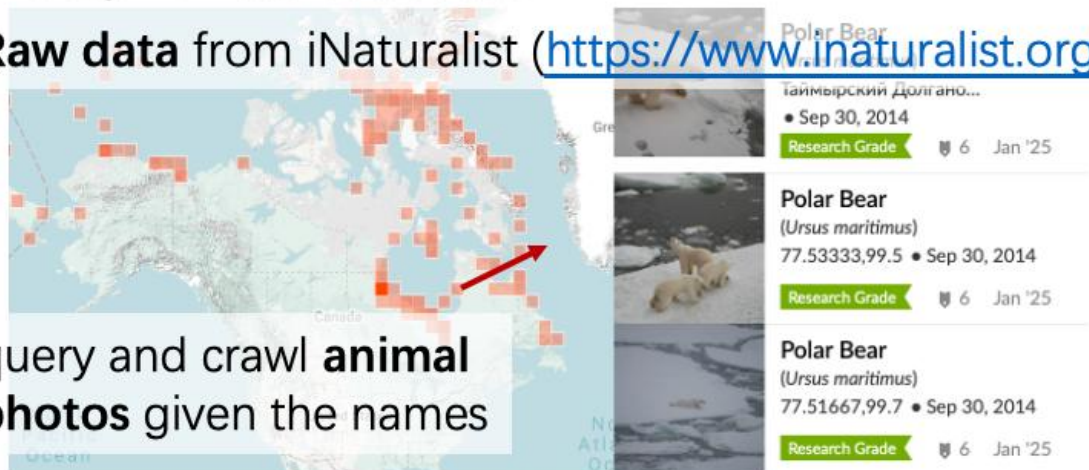 Raw data from iNaturalist (https://www.inaturalist.org
Polar Bear
Таймырский Долгано...
• Sep 30, 2014
Research Grade 6 Jan '25
Polar Bear
(Ursus maritimus)
77.53333,99.5 • Sep 30, 2014
Research Grade 6 Jan '25
Polar Bear
(Ursus maritimus)
77.51667,99.7 • Sep 30, 2014
Research Grade 6 Jan '25
Gre
Canada
query and crawl animal
photos given the names
Pacific
Ocean
No
Atla